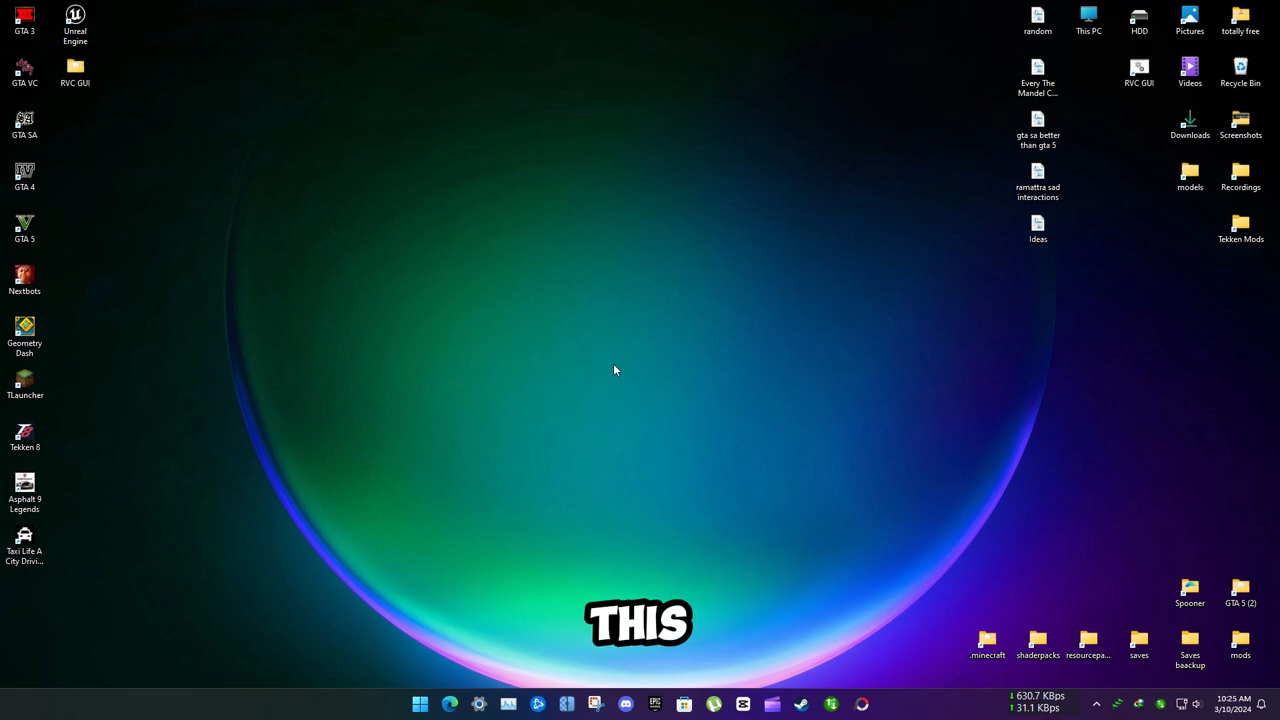 GTA 3
Unreal
Engine
GTA VC
RVC GUI
GTA SA
GTA 4
GTA 5
Nextbots
Geometry
Dash
TLauncher
Tekken 8
Asphalt 9
Legends
Taxi Life A
City Drivi...
random
This PC
HDD
Pictures
totally free
Every The
Mandel C...
RVC GUI
Videos
Recycle Bin
gta sa better
than gta 5
Downloads
Screenshots
ramattra sad
interactions
models
Recordings
Ideas
Tekken Mods
Spooner
GTA 5 (2)
.minecraft
shaderpacks
resourcepa...
saves
Saves
baackup
mods
THIS
EPIC
GAMES
630.7 KBps
31.1 KBps
10:25 AM
3/10/2024